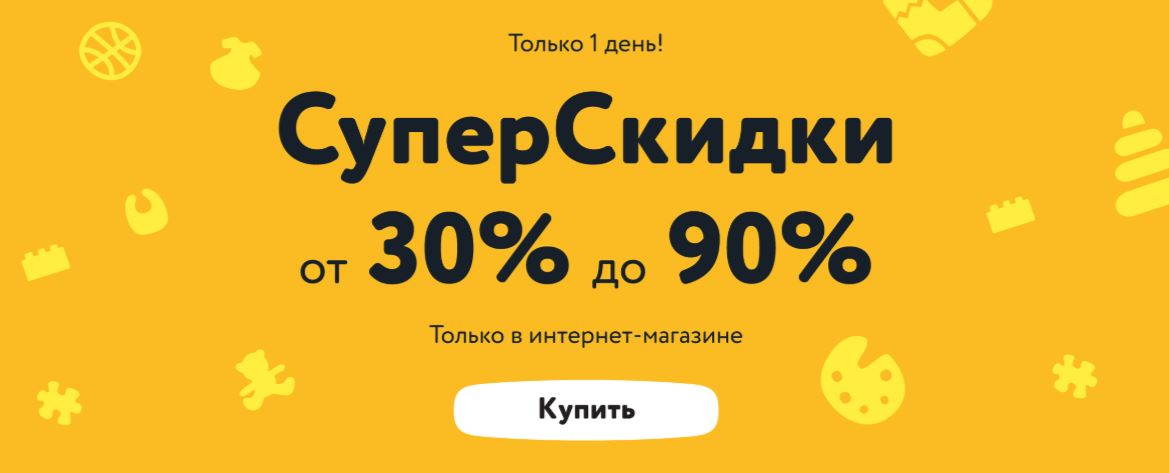 Только 1 день!
СуперСкидки
от 30% до 90%
Только в интернет-магазине
Купить